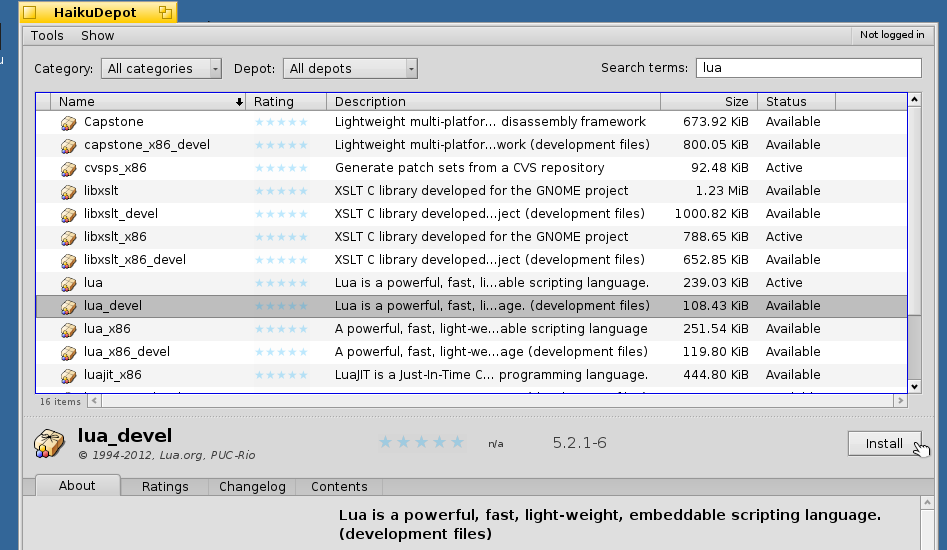 HaikuDepot
Tools Show Not logged in
Category: All categories Depot: All depots Search terms: lua
Name Rating Description Size Status
Capstone Lightweight multi-platfor... disassembly framework 673.92 KiB Available
capstone_x86_devel Lightweight multi-platfor...work (development files) 800.05 KiB Available
cvsps_x86 Generate patch sets from a CVS repository 92.48 KiB Active
libxslt XSLT C library developed for the GNOME project 1.23 MiB Available
libxslt_devel XSLT C library developed...ject (development files) 1000.82 KiB Available
libxslt_x86 XSLT C library developed for the GNOME project 788.65 KiB Active
libxslt_x86_devel XSLT C library developed...ject (development files) 652.85 KiB Available
lua Lua is a powerful, fast, li...able scripting language. 239.03 KiB Active
lua_devel Lua is a powerful, fast, li...age. (development files) 108.43 KiB Available
lua_x86 A powerful, fast, light-we...able scripting language 251.54 KiB Available
lua_x86_devel A powerful, fast, light-we...age (development files) 119.80 KiB Available
luajit_x86 LuaJIT is a Just-In-Time C... programming language. 444.80 KiB Available
16 items
lua_devel n/a 5.2.1-6 Install
© 1994-2012, Lua.org, PUC-Rio
About Ratings Changelog Contents
Lua is a powerful, fast, light-weight, embeddable scripting language.
(development files)